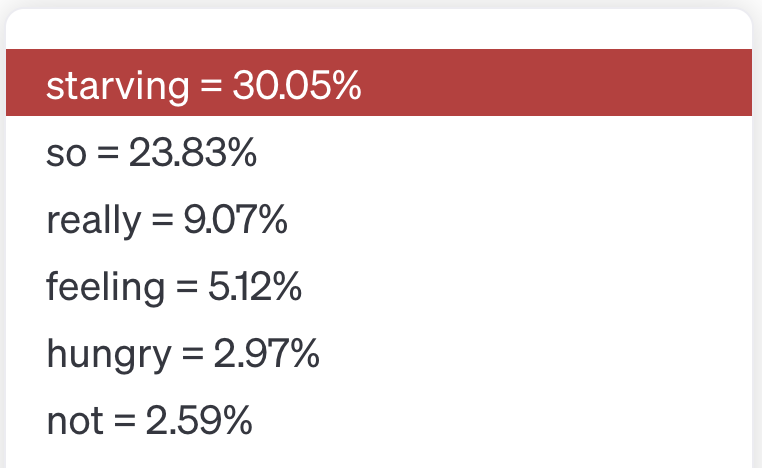 starving = 30.05%
so = 23.83%
really = 9.07%
feeling = 5.12%
hungry = 2.97%
not = 2.59%